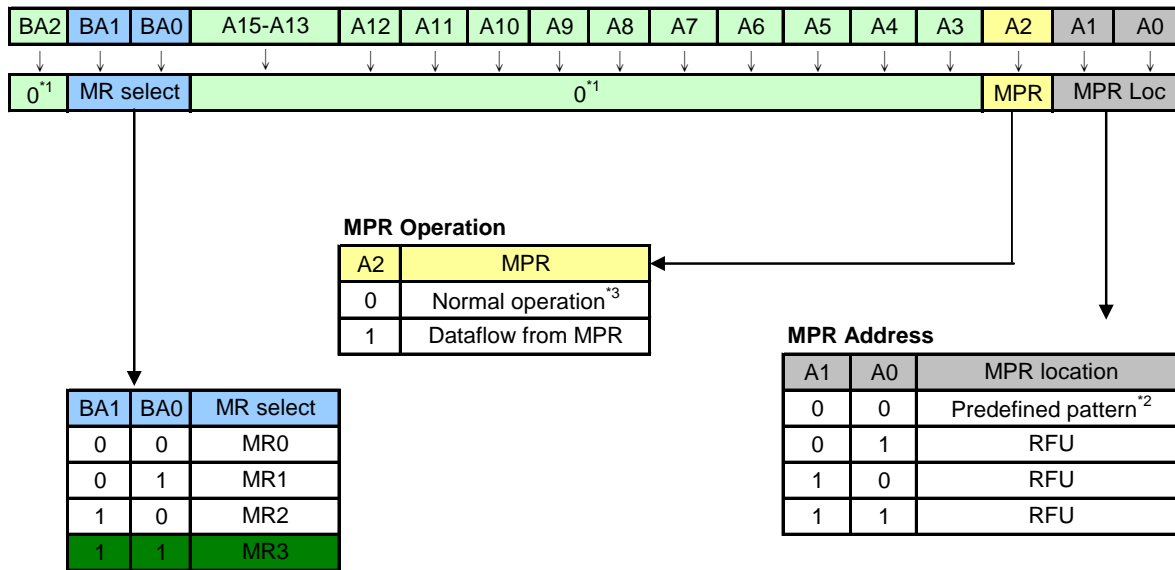 BA2 BA1 BA0 A15-A13 A12 A11 A10 A9 A8 A7 A6 A5 A4 A3 A2 A1 A0
0*1 MR select 0*1 MPR MPR Loc
MPR Operation
A2 MPR
0 Normal operation*3
1 Dataflow from MPR
MPR Address
A1 A0 MPR location
0 0 Predefined pattern*2
0 1 RFU
1 0 RFU
1 1 RFU
BA1 BA0 MR select
0 0 MR0
0 1 MR1
1 0 MR2
1 1 MR3